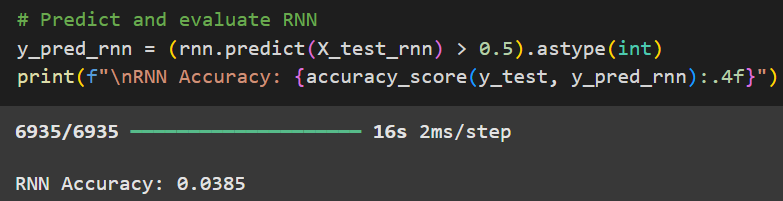 # Predict and evaluate RNN
y_pred_rnn = (rnn.predict(X_test_rnn) > 0.5).astype(int)
print(f"\nRNN Accuracy: {accuracy_score(y_test, y_pred_rnn):.4f}")
6935/6935 ━━━━━━━━━━━━━━━━━━━━ 16s 2ms/step
RNN Accuracy: 0.0385